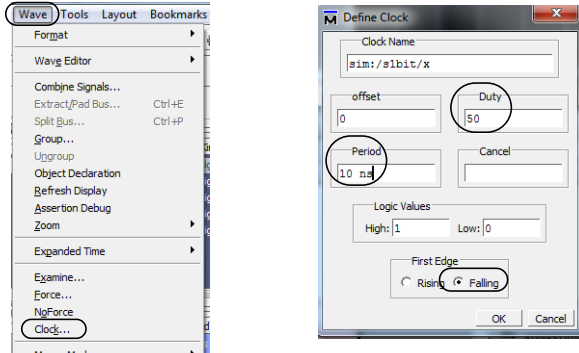 Wave Tools Layout Bookmarks
Format
Wave Editor
Combine Signals...
Extract/Pad Bus... Ctrl+E
Split Bus... Ctrl+P
Group...
Ungroup
Object Declaration
Refresh Display
Assertion Debug
Zoom
Expanded Time
Examine...
Force...
NoForce
Clock...
M Define Clock
Clock Name
sim:/s1bit/x
offset Duty
0 50
Period Cancel
10 ns
Logic Values
High: 1 Low: 0
First Edge
Rising Falling
OK Cancel